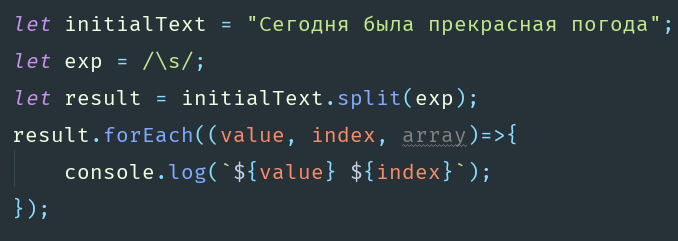 let initialText = "Сегодня была прекрасная погода";
let exp = /\s/;
let result = initialText.split(exp);
result.forEach((value, index, array)=>{
    console.log(`${value} ${index}`);
});